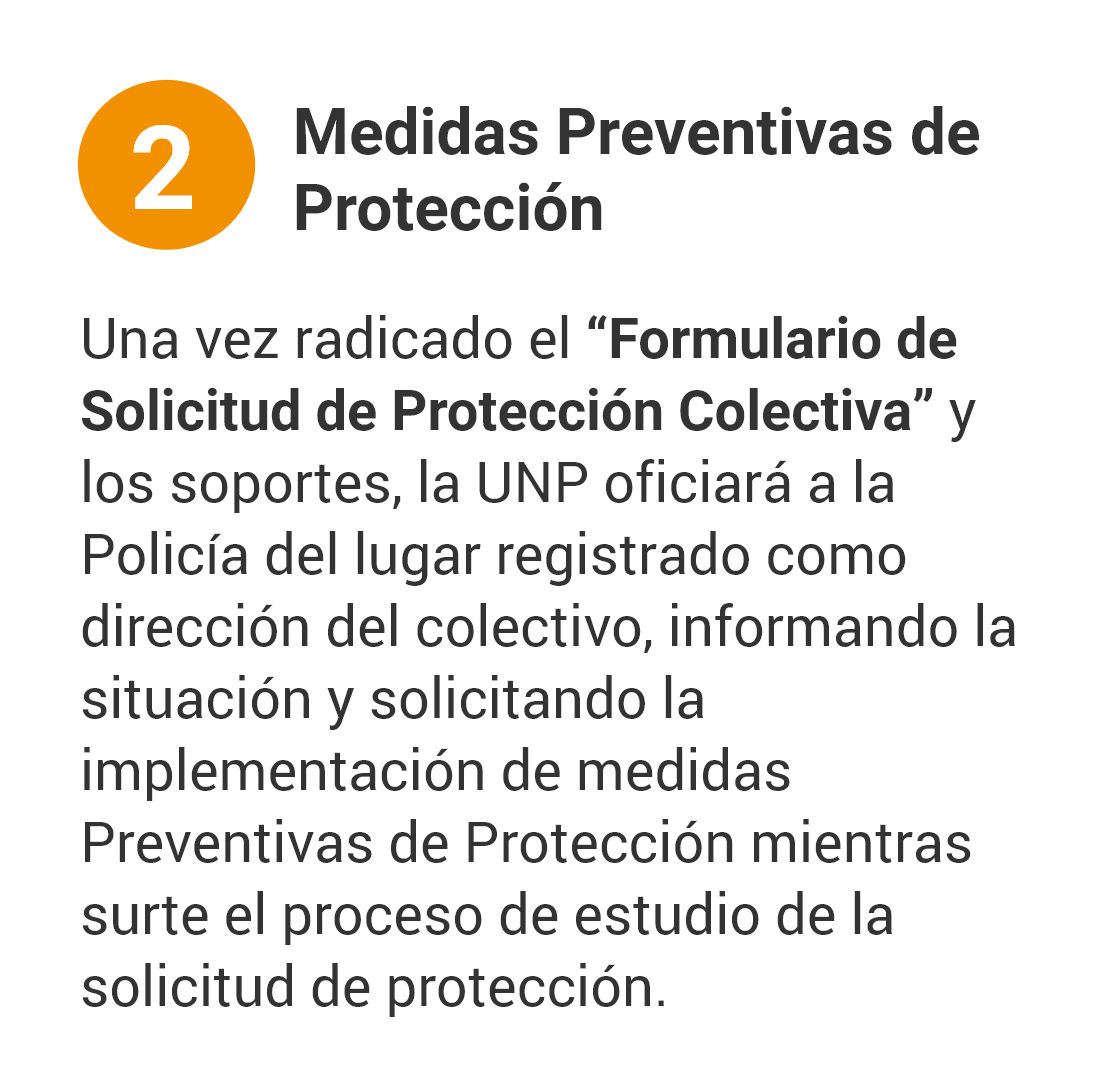 2
Medidas Preventivas de
Protección
Una vez radicado el “Formulario de
Solicitud de Protección Colectiva” y
los soportes, la UNP oficiará a la
Policía del lugar registrado como
dirección del colectivo, informando la
situación y solicitando la
implementación de medidas
Preventivas de Protección mientras
surte el proceso de estudio de la
solicitud de protección.